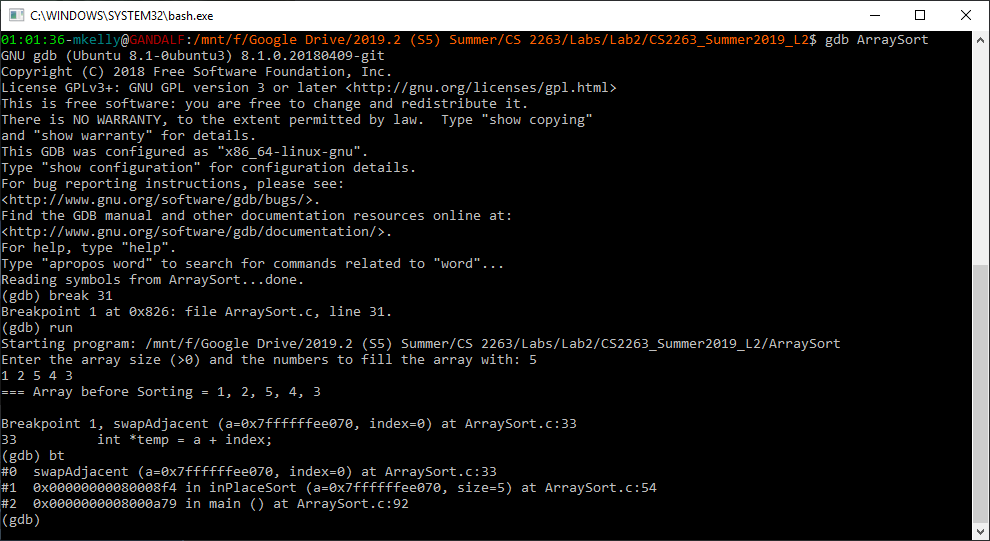 C:\WINDOWS\SYSTEM32\bash.exe
01:01:36-mkelly@GANDALF:/mnt/f/Google Drive/2019.2 (S5) Summer/CS 2263/Labs/Lab2/CS2263_Summer2019_L2$ gdb ArraySort
GNU gdb (Ubuntu 8.1-0ubuntu3) 8.1.0.20180409-git
Copyright (C) 2018 Free Software Foundation, Inc.
License GPLv3+: GNU GPL version 3 or later <http://gnu.org/licenses/gpl.html>
This is free software: you are free to change and redistribute it.
There is NO WARRANTY, to the extent permitted by law.  Type "show copying"
and "show warranty" for details.
This GDB was configured as "x86_64-linux-gnu".
Type "show configuration" for configuration details.
For bug reporting instructions, please see:
<http://www.gnu.org/software/gdb/bugs/>.
Find the GDB manual and other documentation resources online at:
<http://www.gnu.org/software/gdb/documentation/>.
For help, type "help".
Type "apropos word" to search for commands related to "word"...
Reading symbols from ArraySort...done.
(gdb) break 31
Breakpoint 1 at 0x826: file ArraySort.c, line 31.
(gdb) run
Starting program: /mnt/f/Google Drive/2019.2 (S5) Summer/CS 2263/Labs/Lab2/CS2263_Summer2019_L2/ArraySort
Enter the array size (>0) and the numbers to fill the array with: 5
1 2 5 4 3
=== Array before Sorting = 1, 2, 5, 4, 3
Breakpoint 1, swapAdjacent (a=0x7ffffffee070, index=0) at ArraySort.c:33
33          int *temp = a + index;
(gdb) bt
#0  swapAdjacent (a=0x7ffffffee070, index=0) at ArraySort.c:33
#1  0x00000000080008f4 in inPlaceSort (a=0x7ffffffee070, size=5) at ArraySort.c:54
#2  0x0000000008000a79 in main () at ArraySort.c:92
(gdb)